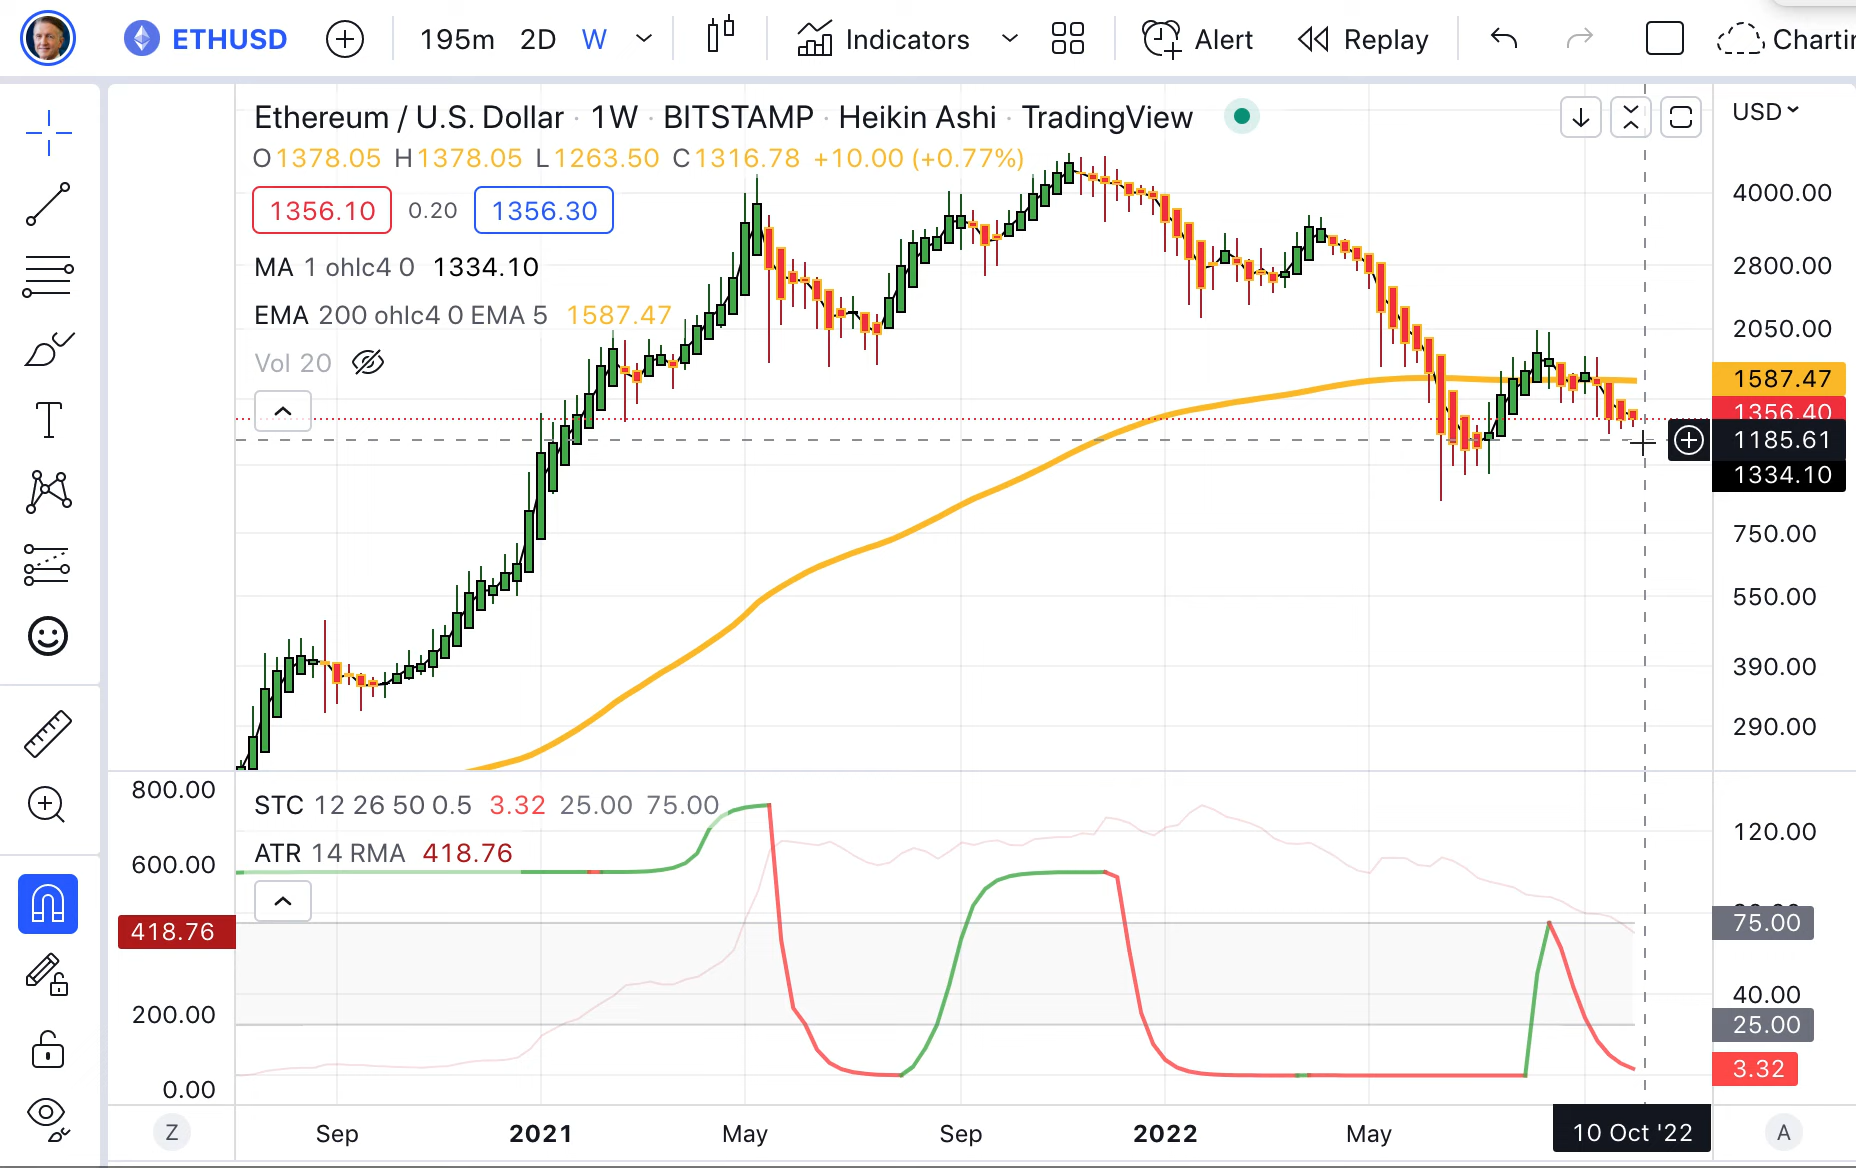 ETHUSD 195m 2D W Indicators Alert Replay
Ethereum / U.S. Dollar · 1W · BITSTAMP · Heikin Ashi · TradingView
USD
O1378.05 H1378.05 L1263.50 C1316.78 +10.00 (+0.77%)
1356.10 0.20 1356.30
MA 1 ohlc4 0 1334.10
EMA 200 ohlc4 0 EMA 5 1587.47
Vol 20
4000.00
2800.00
2050.00
1587.47
1356.40
1185.61
1334.10
750.00
550.00
390.00
290.00
STC 12 26 50 0.5 3.32 25.00 75.00
ATR 14 RMA 418.76
800.00
600.00
418.76
200.00
0.00
120.00
75.00
40.00
25.00
3.32
Z Sep 2021 May Sep 2022 May 10 Oct '22 A